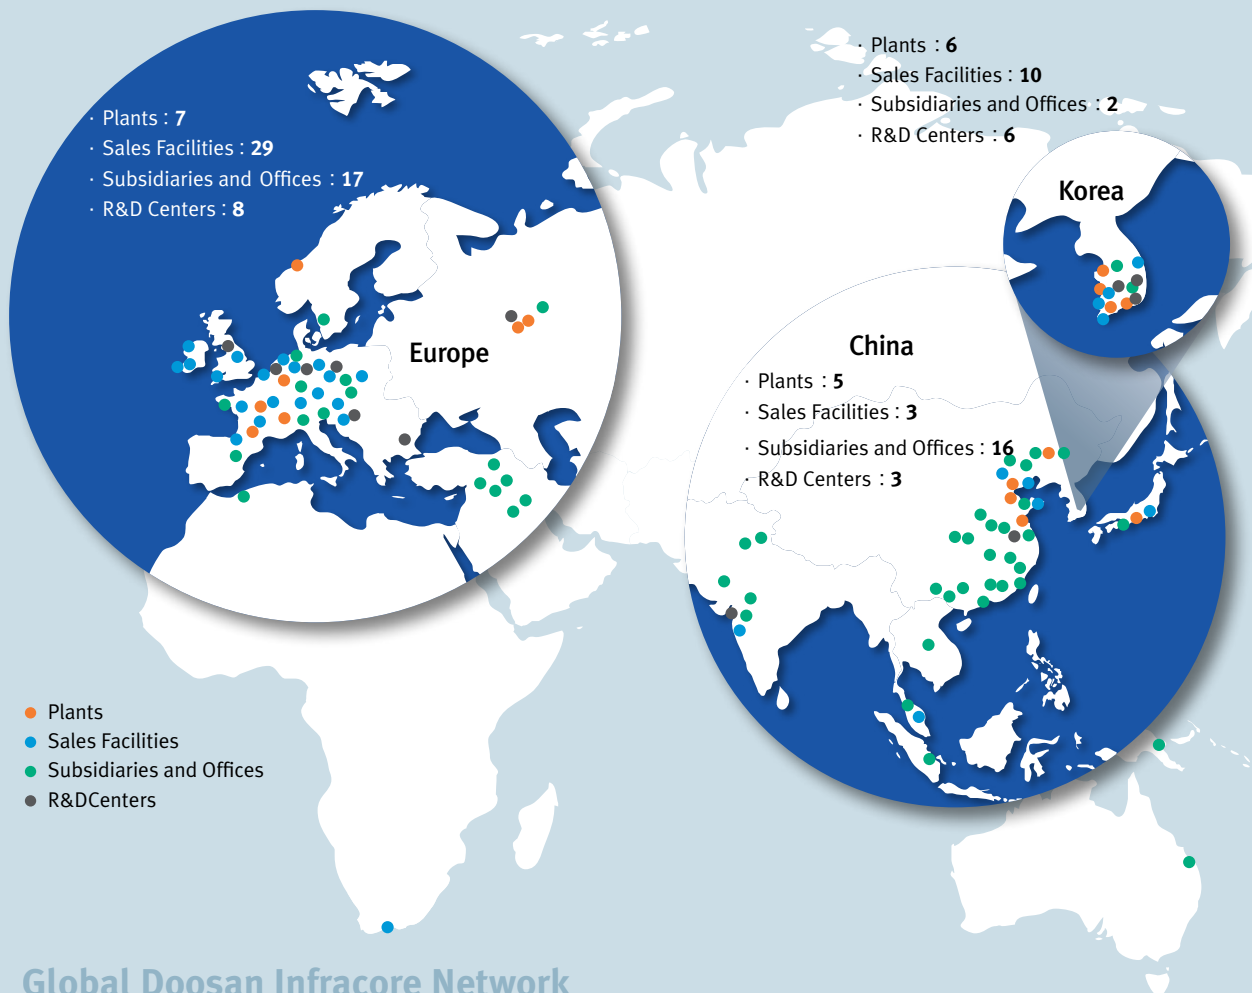 · Plants : 6
· Sales Facilities : 10
· Subsidiaries and Offices : 2
· R&D Centers : 6
· Plants : 7
· Sales Facilities : 29
· Subsidiaries and Offices : 17
· R&D Centers : 8
Korea
Europe
China
· Plants : 5
· Sales Facilities : 3
· Subsidiaries and Offices : 16
· R&D Centers : 3
Plants
Sales Facilities
Subsidiaries and Offices
R&DCenters
Global Doosan Infracore Network